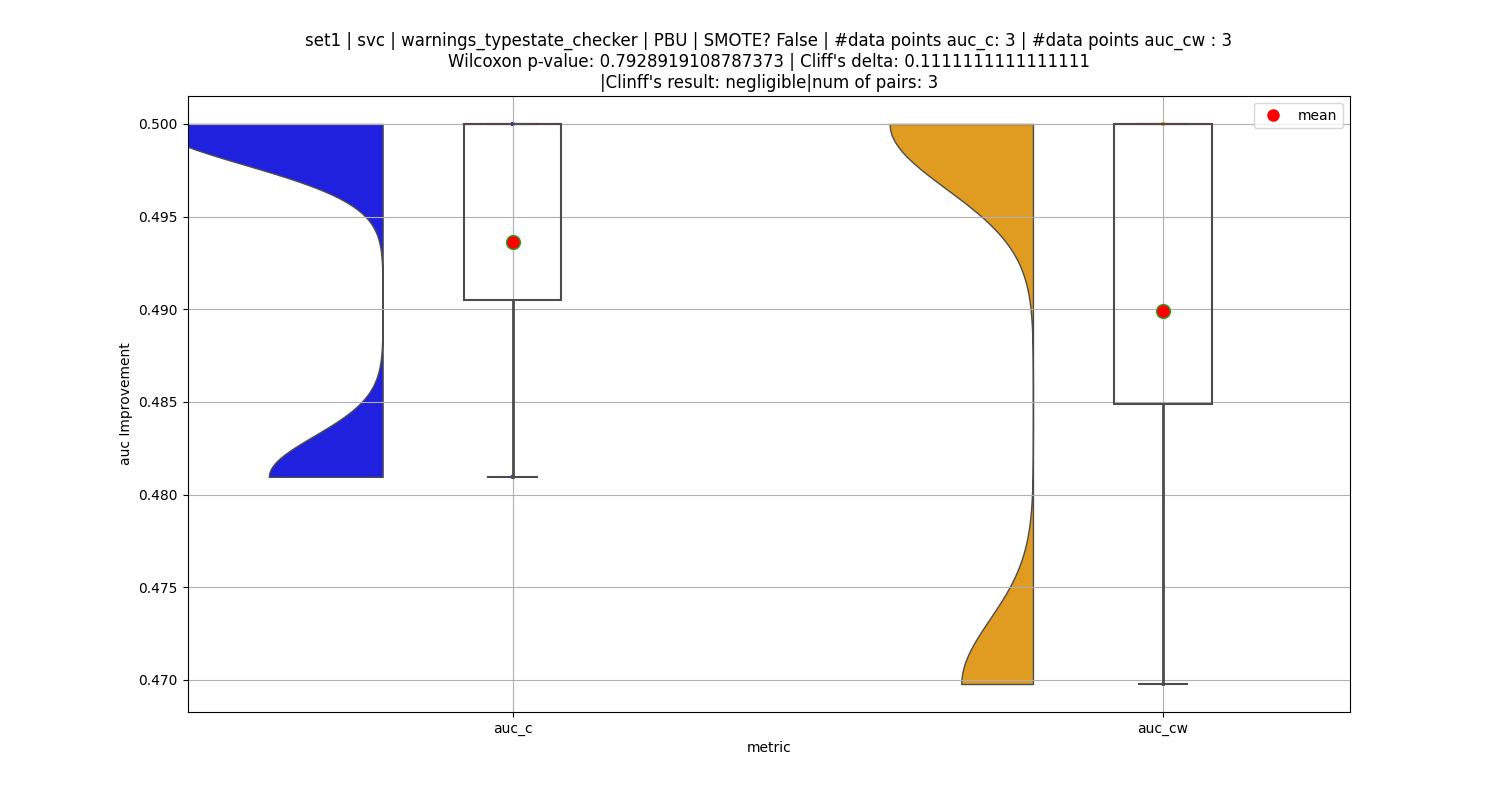 set1 | svc | warnings_typestate_checker | PBU | SMOTE? False | #data points auc_c: 3 | #data points auc_cw : 3
Wilcoxon p-value: 0.7928919108787373 | Cliff's delta: 0.1111111111111111
|Clinff's result: negligible|num of pairs: 3
mean
0.500
0.495
0.490
0.485
0.480
0.475
0.470
auc Improvement
auc_c
auc_cw
metric